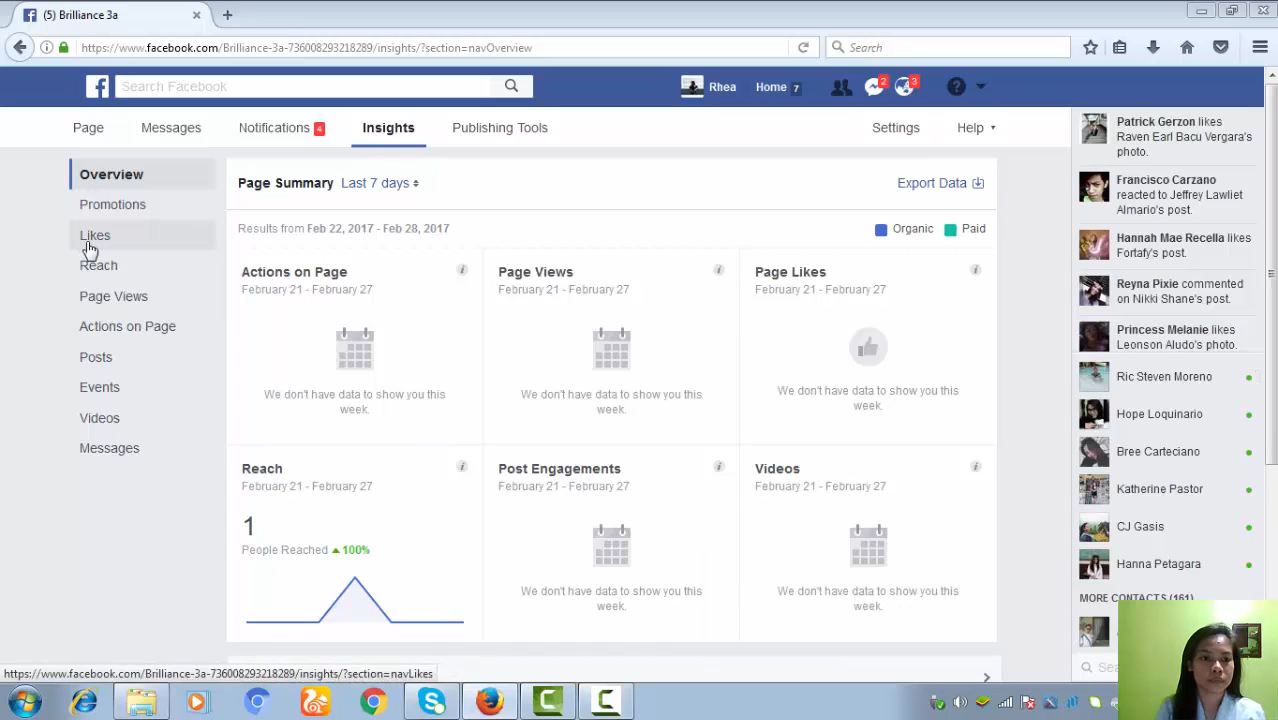 (5) Brilliance 3a
https://www.facebook.com/Brilliance-3a-736008293218289/insights/?section=navOverview
Search
Search Facebook
Rhea
Home 7
2
3
Page
Messages
Notifications 4
Insights
Publishing Tools
Settings
Help
Overview
Promotions
Likes
Reach
Page Views
Actions on Page
Posts
Events
Videos
Messages
Page Summary Last 7 days
Export Data
Results from Feb 22, 2017 - Feb 28, 2017
Organic
Paid
Actions on Page
February 21 - February 27
We don't have data to show you this
week.
Page Views
February 21 - February 27
We don't have data to show you this
week.
Page Likes
February 21 - February 27
We don't have data to show you this
week.
Reach
February 21 - February 27
1
People Reached 100%
Post Engagements
February 21 - February 27
We don't have data to show you this
week.
Videos
February 21 - February 27
We don't have data to show you this
week.
Patrick Gerzon likes
Raven Earl Bacu Vergara's
photo.
Francisco Carzano
reacted to Jeffrey Lawliet
Almario's post.
Hannah Mae Recella likes
Fortafy's post.
Reyna Pixie commented
on Nikki Shane's post.
Princess Melanie likes
Leonson Aludo's photo.
Ric Steven Moreno
Hope Loquinario
Bree Carteciano
Katherine Pastor
CJ Gasis
Hanna Petagara
MORE CONTACTS (161)
https://www.facebook.com/Brilliance-3a-736008293218289/insights/?section=navLikes